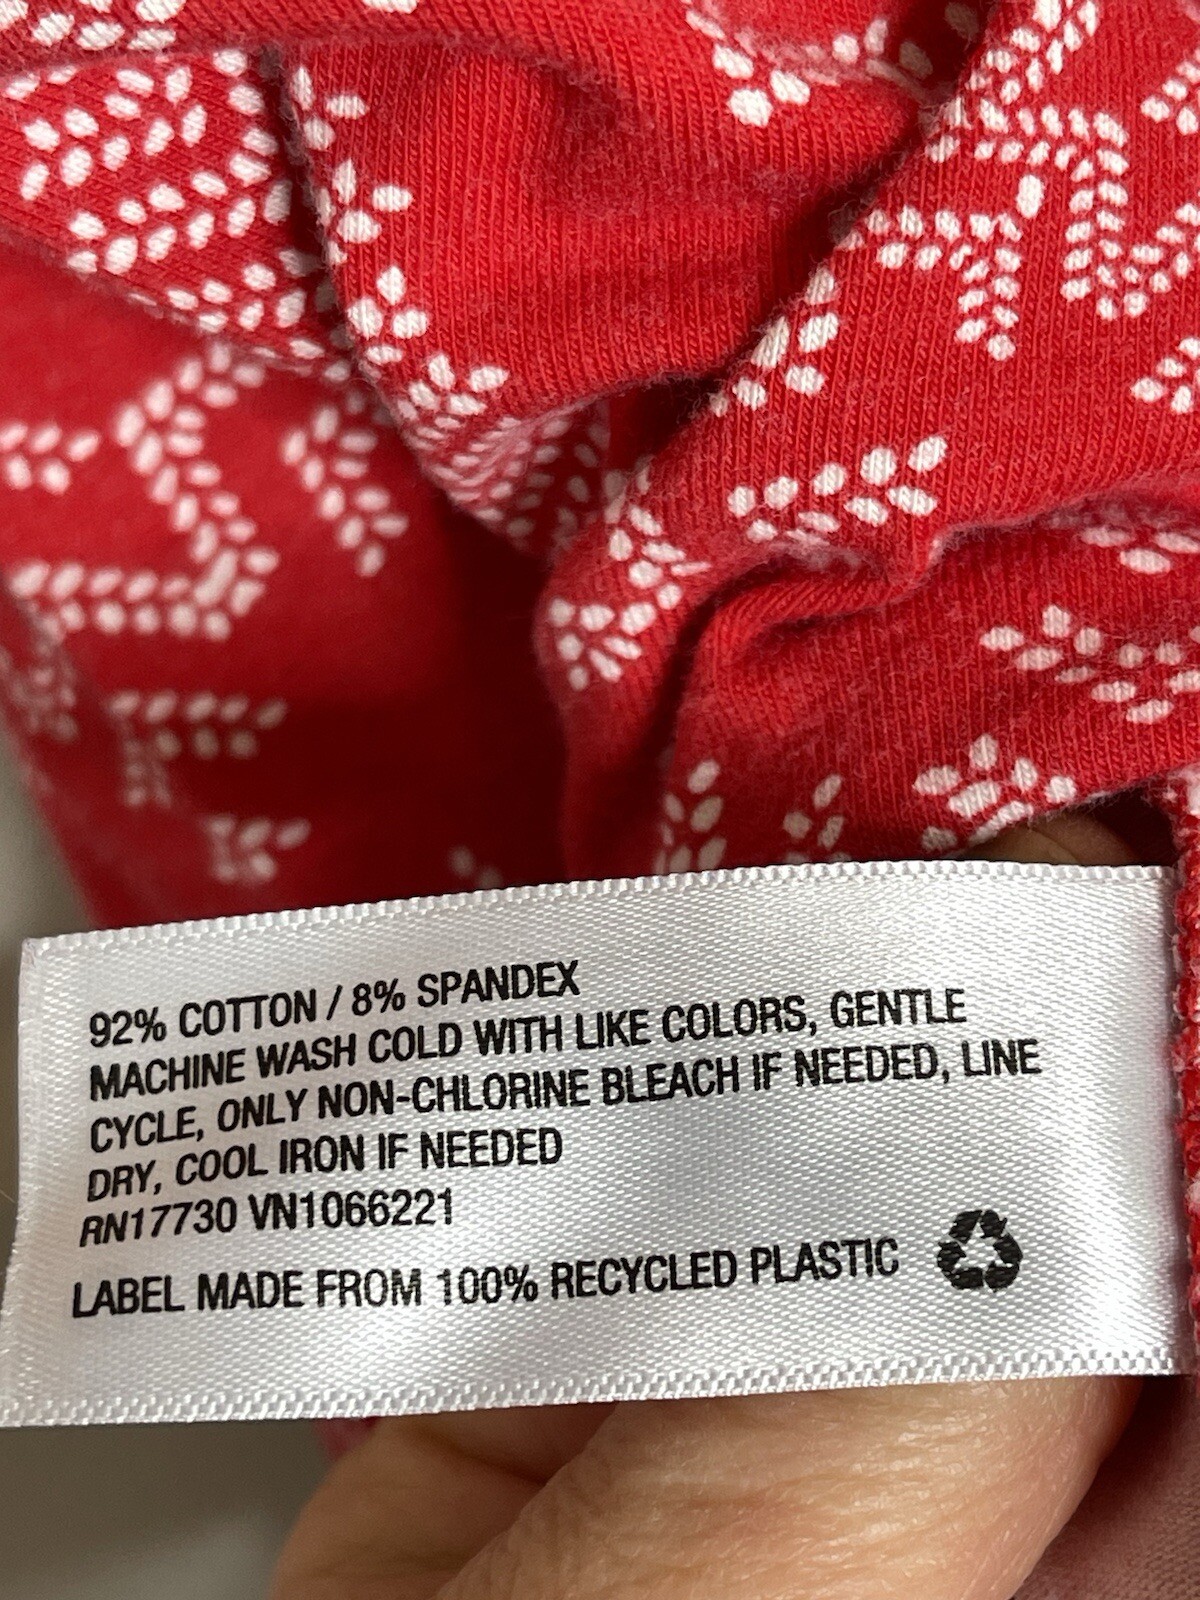 92% COTTON / 8% SPANDEX
MACHINE WASH COLD WITH LIKE COLORS, GENTLE
CYCLE, ONLY NON-CHLORINE BLEACH IF NEEDED, LINE
DRY, COOL IRON IF NEEDED
RN17730 VN1066221
LABEL MADE FROM 100% RECYCLED PLASTIC